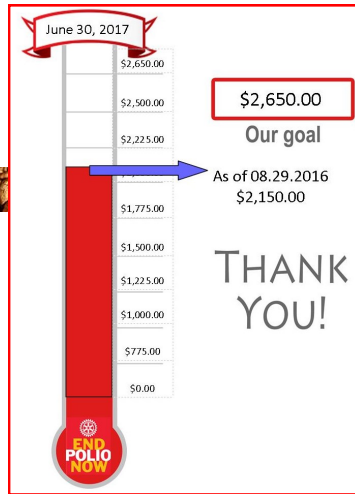 June 30, 2017
$2,650.00
$2,500.00
$2,225.00
$1,775.00
$1,500.00
$1,225.00
$1,000.00
$775.00
$0.00
END
POLIO
NOW
$2,650.00
Our goal
As of 08.29.2016
$2,150.00
THANK
YOU!